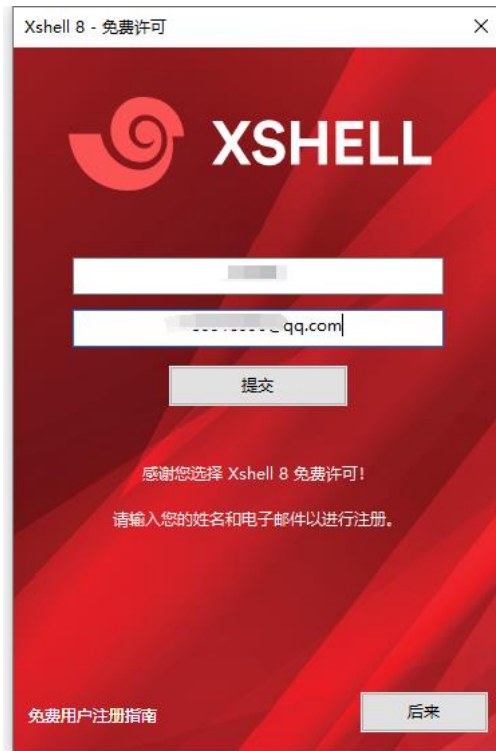 Xshell 8 - 免费许可
XSHELL
@qq.com
提交
感谢您选择 Xshell 8 免费许可!
请输入您的姓名和电子邮件以进行注册。
免费用户注册指南
后来